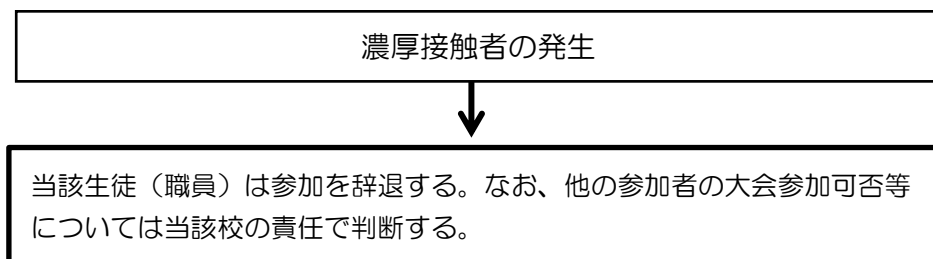 濃厚接触者の発生
当該生徒（職員）は参加を辞退する。なお、他の参加者の大会参加可否等
については当該校の責任で判断する。